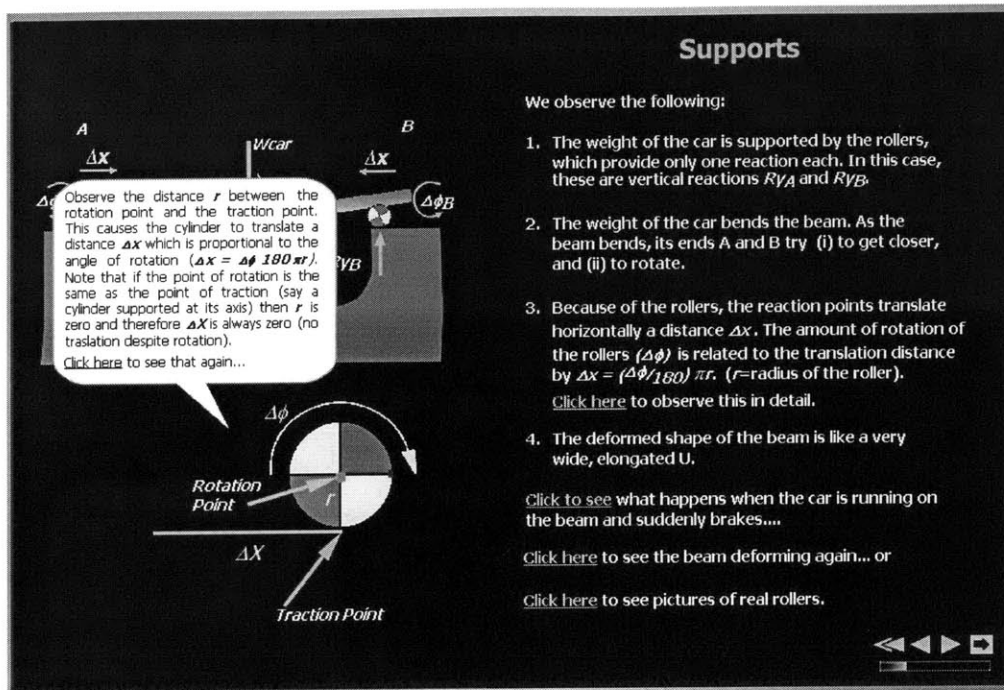 Supports
We observe the following:
1. The weight of the car is supported by the rollers,
which provide only one reaction each. In this case,
these are vertical reactions RyA and RyB.
2. The weight of the car bends the beam. As the
beam bends, its ends A and B try (i) to get closer,
and (ii) to rotate.
3. Because of the rollers, the reaction points translate
horizontally a distance Δx. The amount of rotation of
the rollers (Δφ) is related to the translation distance
by Δx = (Δφ/180) πr. (r=radius of the roller).
Click here to observe this in detail.
4. The deformed shape of the beam is like a very
wide, elongated U.
Click to see what happens when the car is running on
the beam and suddenly brakes....
Click here to see the beam deforming again... or
Click here to see pictures of real rollers.
A
B
Δx
Wcar
Δx
ΔφB
RyB
Observe the distance r between the
rotation point and the traction point.
This causes the cylinder to translate a
distance Δx which is proportional to the
angle of rotation (Δx = Δφ 180 πr).
Note that if the point of rotation is the
same as the point of traction (say a
cylinder supported at its axis) then r is
zero and therefore ΔX is always zero (no
traslation despite rotation).
Click here to see that again...
Δφ
Rotation
Point
r
ΔX
Traction Point